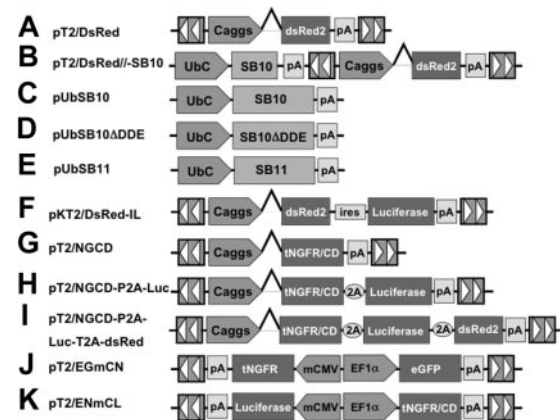 A pT2/DsRed Caggs dsRed2 pA
B pT2/DsRed//-SB10 UbC SB10 pA Caggs dsRed2 pA
C pUbSB10 UbC SB10 pA
D pUbSB10ΔDDE UbC SB10ΔDDE pA
E pUbSB11 UbC SB11 pA
F pKT2/DsRed-IL Caggs dsRed2 ires Luciferase pA
G pT2/NGCD Caggs tNGFR/CD pA
H pT2/NGCD-P2A-Luc Caggs tNGFR/CD 2A Luciferase pA
I pT2/NGCD-P2A-
Luc-T2A-dsRed Caggs tNGFR/CD 2A Luciferase 2A dsRed2 pA
J pT2/EGmCN pA tNGFR mCMV EF1α eGFP pA
K pT2/ENmCL pA Luciferase mCMV EF1α tNGFR/CD pA